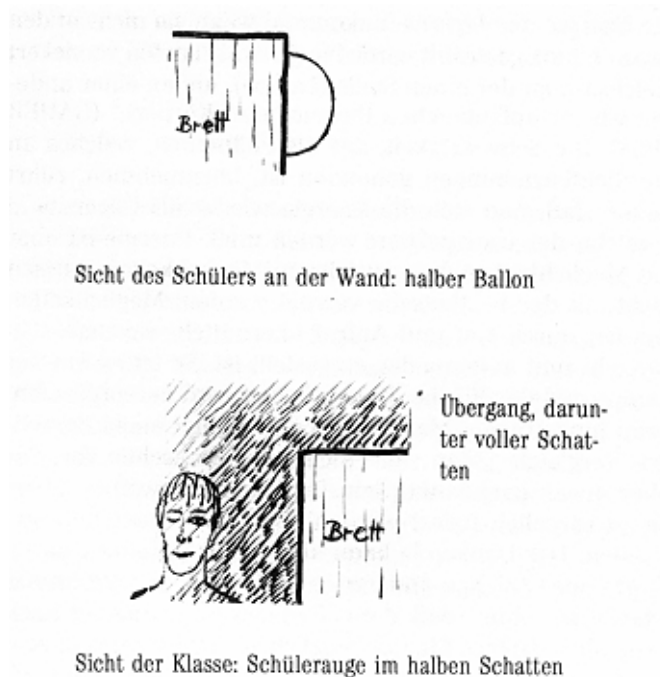 Brett
Sicht des Schülers an der Wand: halber Ballon
Übergang, darun-
ter voller Schat-
ten
Brett
Sicht der Klasse: Schülerauge im halben Schatten